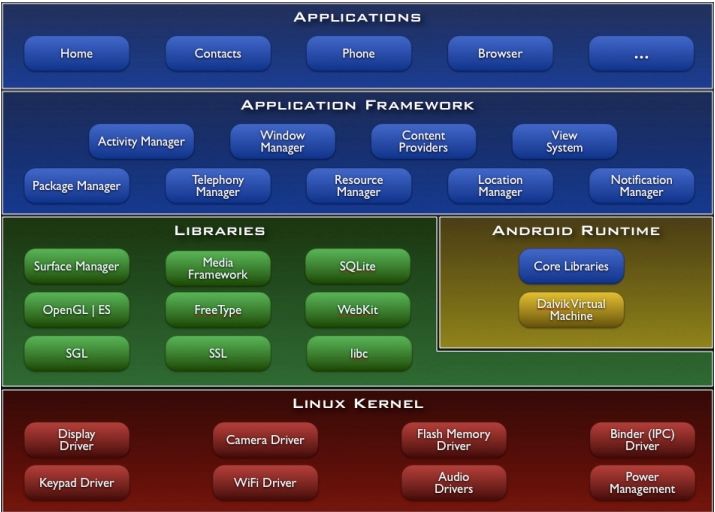 APPLICATIONS
Home Contacts Phone Browser ...
APPLICATION FRAMEWORK
Activity Manager
Window
Manager
Content
Providers
View
System
Package Manager
Telephony
Manager
Resource
Manager
Location
Manager
Notification
Manager
LIBRARIES
Surface Manager
Media
Framework
SQLite
OpenGL | ES
FreeType
WebKit
SGL
SSL
libc
ANDROID RUNTIME
Core Libraries
Dalvik Virtual
Machine
LINUX KERNEL
Display
Driver
Camera Driver
Flash Memory
Driver
Binder (IPC)
Driver
Keypad Driver
WiFi Driver
Audio
Drivers
Power
Management